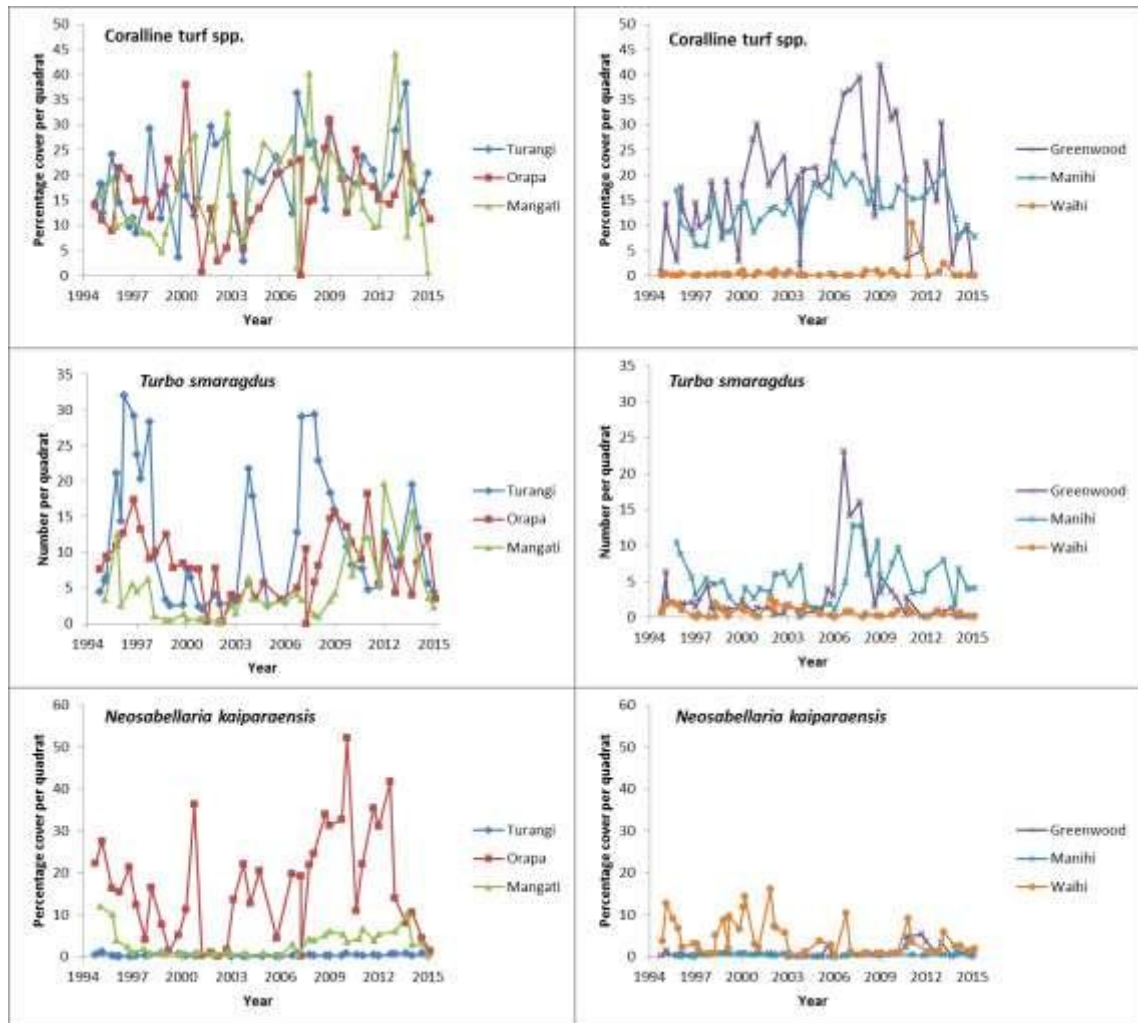 Coralline turf spp.
Percentage cover per quadrat
50
45
40
35
30
25
20
15
10
5
0
1994 1997 2000 2003 2006 2009 2012 2015
Year
Turangi
Orapa
Mangati
Coralline turf spp.
Percentage cover per quadrat
50
45
40
35
30
25
20
15
10
5
0
1994 1997 2000 2003 2006 2009 2012 2015
Year
Greenwood
Manihi
Waihi
Turbo smaragdus
Number per quadrat
35
30
25
20
15
10
5
0
1994 1997 2000 2003 2006 2009 2012 2015
Year
Turangi
Orapa
Mangati
Turbo smaragdus
Number per quadrat
35
30
25
20
15
10
5
0
1994 1997 2000 2003 2006 2009 2012 2015
Year
Greenwood
Manihi
Waihi
Neosabellaria kaiparaensis
Percentage cover per quadrat
60
50
40
30
20
10
0
1994 1997 2000 2003 2006 2009 2012 2015
Year
Turangi
Orapa
Mangati
Neosabellaria kaiparaensis
Percentage cover per quadrat
60
50
40
30
20
10
0
1994 1997 2000 2003 2006 2009 2012 2015
Year
Greenwood
Manihi
Waihi